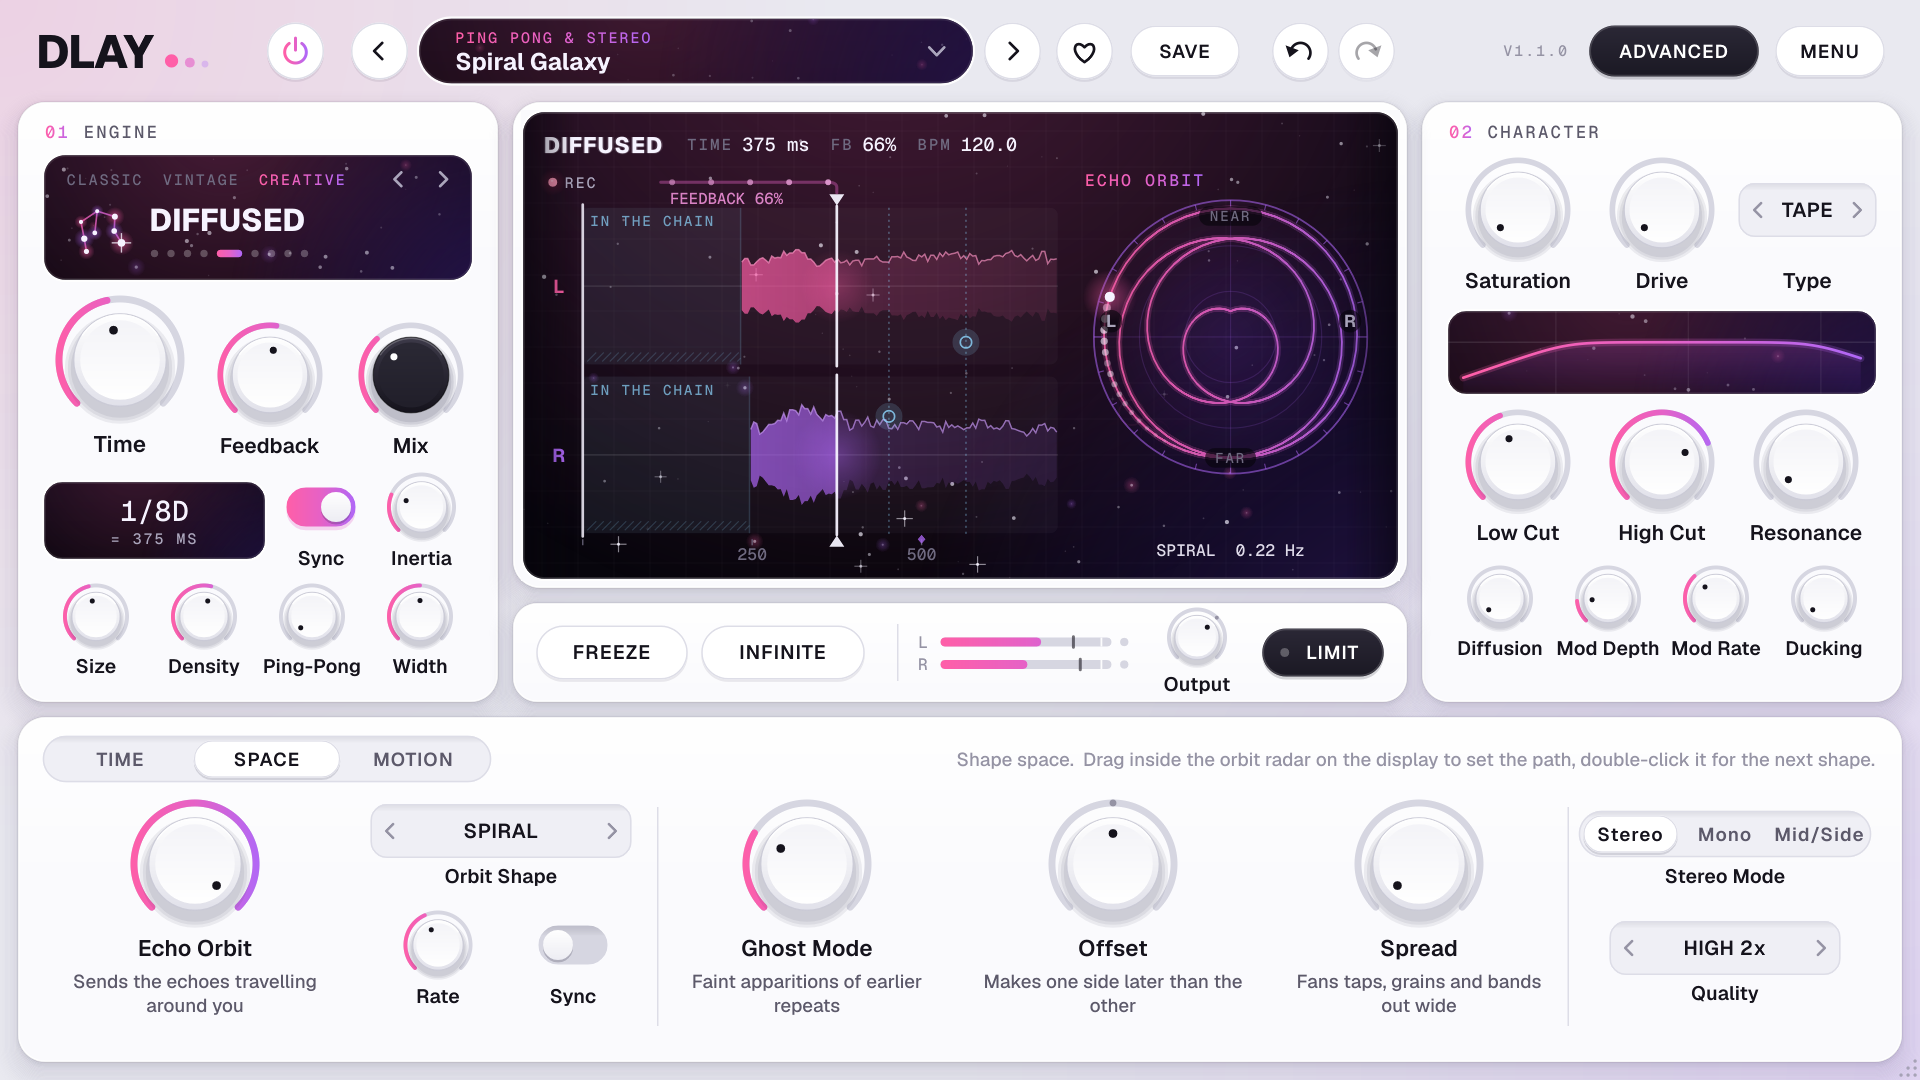 DLAY
PING PONG & STEREO
Spiral Galaxy
SAVE
V1.1.0
ADVANCED
MENU
01 ENGINE
CLASSIC VINTAGE CREATIVE
DIFFUSED
Time
Feedback
Mix
1/8D
= 375 MS
Sync
Inertia
Size
Density
Ping-Pong
Width
DIFFUSED TIME 375 ms FB 66% BPM 120.0
REC
FEEDBACK 66%
IN THE CHAIN
L
IN THE CHAIN
R
250
500
ECHO ORBIT
NEAR
L
R
FAR
SPIRAL 0.22 Hz
FREEZE
INFINITE
L
R
Output
LIMIT
02 CHARACTER
Saturation
Drive
TAPE
Type
Low Cut
High Cut
Resonance
Diffusion
Mod Depth
Mod Rate
Ducking
TIME
SPACE
MOTION
Shape space. Drag inside the orbit radar on the display to set the path, double-click it for the next shape.
Echo Orbit
Sends the echoes travelling
around you
SPIRAL
Orbit Shape
Rate
Sync
Ghost Mode
Faint apparitions of earlier
repeats
Offset
Makes one side later than the
other
Spread
Fans taps, grains and bands
out wide
Stereo
Mono
Mid/Side
Stereo Mode
HIGH 2x
Quality